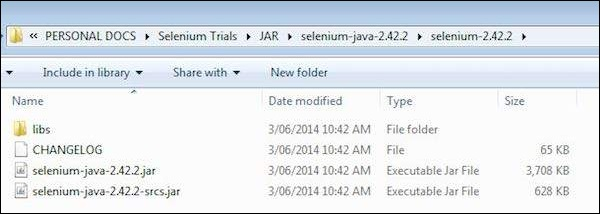 « PERSONAL DOCS ▸ Selenium Trials ▸ JAR ▸ selenium-java-2.42.2 ▸ selenium-2.42.2 ▸
Include in library Share with New folder
Name Date modified Type Size
libs 3/06/2014 10:42 AM File folder
CHANGELOG 3/06/2014 10:42 AM File 65 KB
selenium-java-2.42.2.jar 3/06/2014 10:42 AM Executable Jar File 3,708 KB
selenium-java-2.42.2-srcs.jar 3/06/2014 10:42 AM Executable Jar File 628 KB